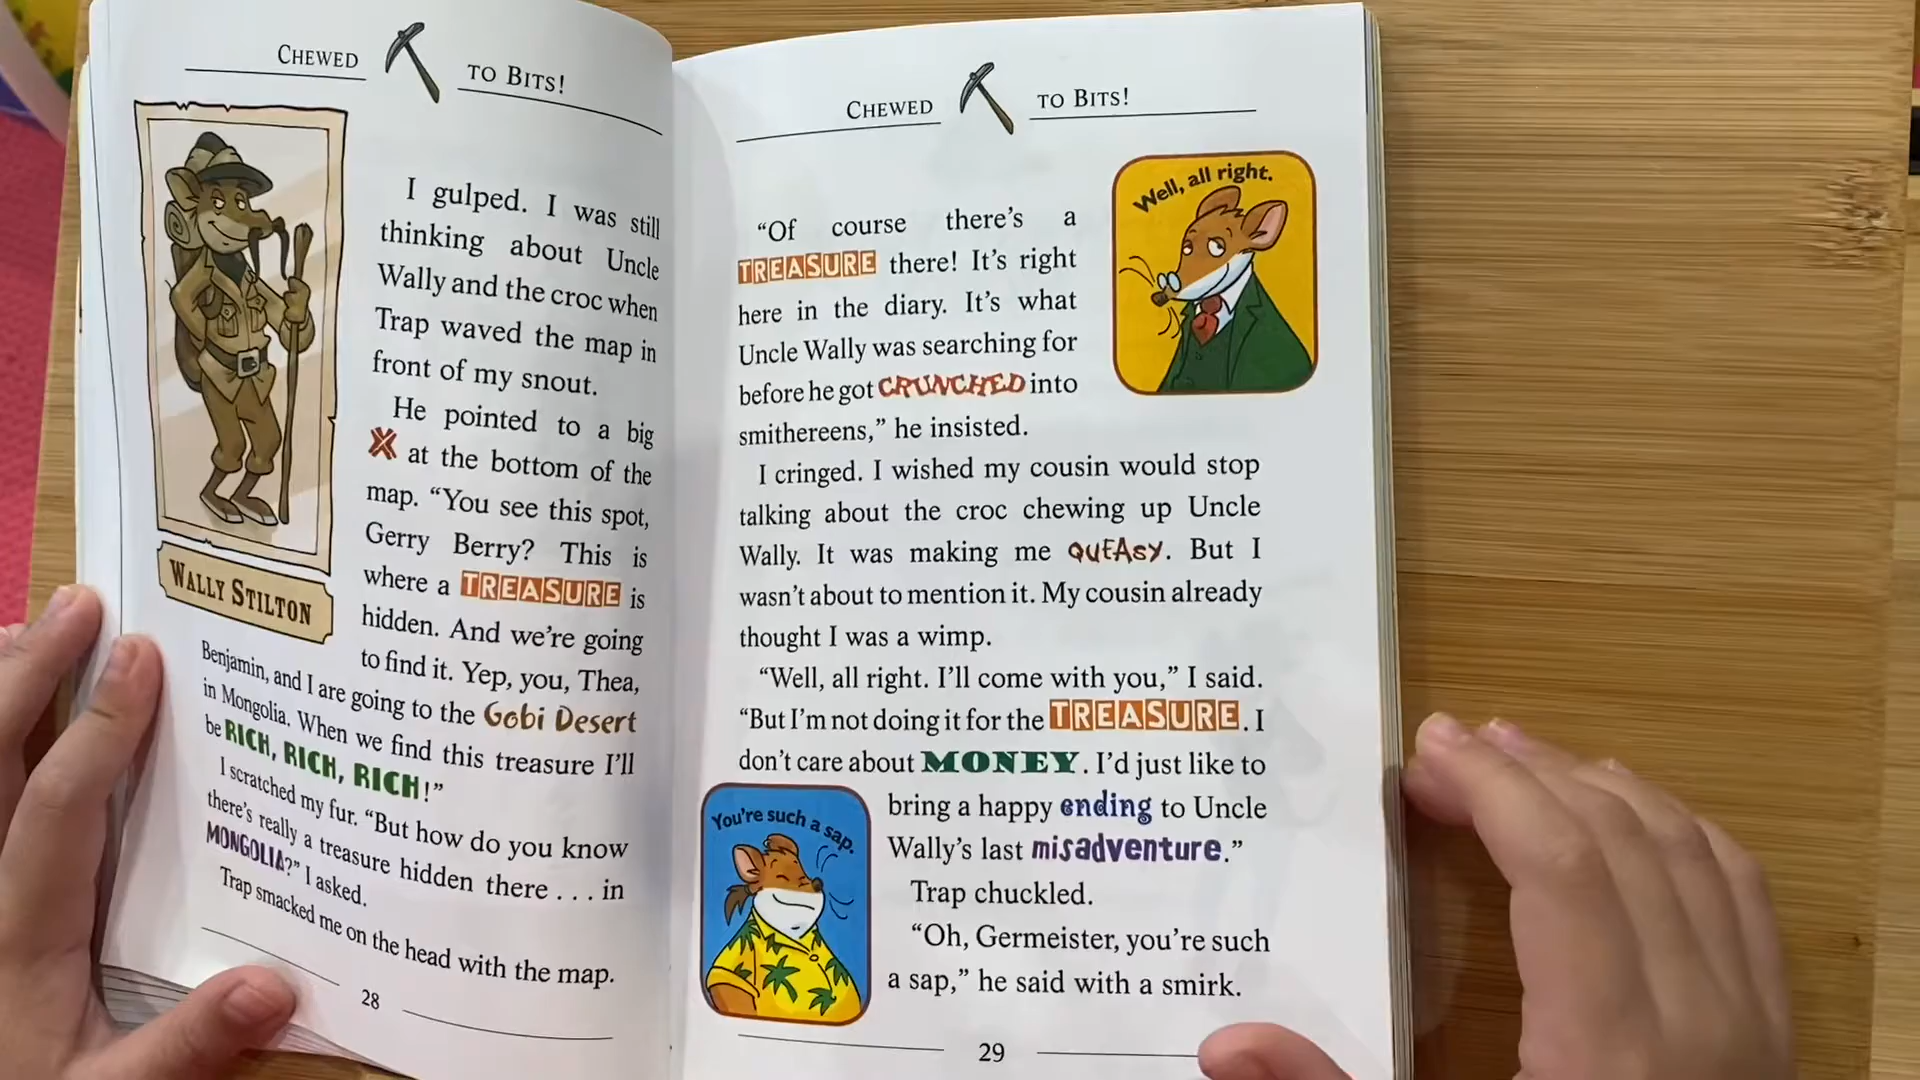 CHEWED TO BITS!
WALLY STILTON
I gulped. I was still
thinking about Uncle
Wally and the croc when
Trap waved the map in
front of my snout.
He pointed to a big
X at the bottom of the
map. “You see this spot,
Gerry Berry? This is
where a TREASURE is
hidden. And we’re going
to find it. Yep, you, Thea,
Benjamin, and I are going to the Gobi Desert
in Mongolia. When we find this treasure I’ll
be RICH, RICH, RICH!”
I scratched my fur. “But how do you know
there’s really a treasure hidden there . . . in
MONGOLIA?” I asked.
Trap smacked me on the head with the map.
28
CHEWED TO BITS!
Well, all right.
“Of course there’s a
TREASURE there! It’s right
here in the diary. It’s what
Uncle Wally was searching for
before he got CRUNCHED into
smithereens,” he insisted.
I cringed. I wished my cousin would stop
talking about the croc chewing up Uncle
Wally. It was making me QUEASY. But I
wasn’t about to mention it. My cousin already
thought I was a wimp.
“Well, all right. I’ll come with you,” I said.
“But I’m not doing it for the TREASURE. I
don’t care about MONEY. I’d just like to
bring a happy ending to Uncle
Wally’s last misadventure.”
Trap chuckled.
“Oh, Germeister, you’re such
a sap,” he said with a smirk.
You’re such a sap.
29